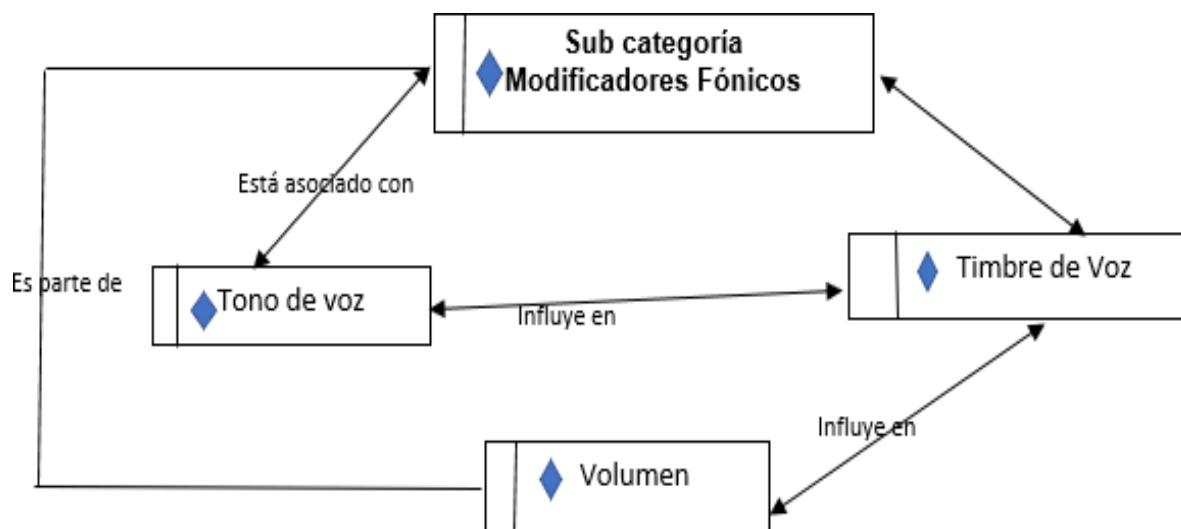 Sub categoría
Modificadores Fónicos
Está asociado con
Timbre de Voz
Es parte de
Tono de voz
Influye en
Influye en
Volumen